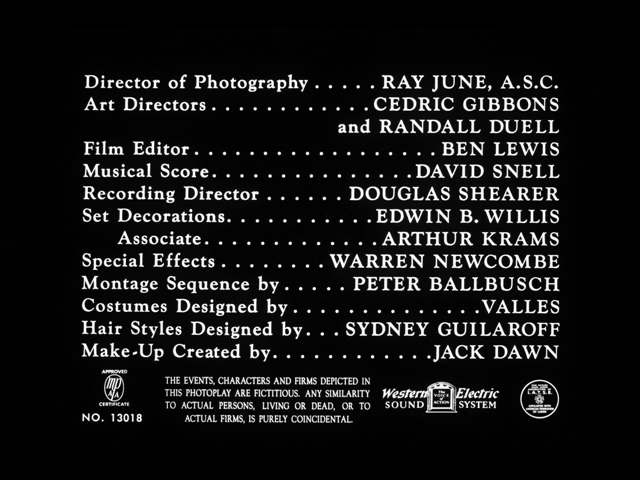 Director of Photography . . . . . RAY JUNE, A.S.C.
Art Directors . . . . . . . . . . . . CEDRIC GIBBONS
and RANDALL DUELL
Film Editor . . . . . . . . . . . . . . . . . . BEN LEWIS
Musical Score . . . . . . . . . . . . . . . DAVID SNELL
Recording Director . . . . . . DOUGLAS SHEARER
Set Decorations . . . . . . . . . . . EDWIN B. WILLIS
Associate . . . . . . . . . . . . . ARTHUR KRAMS
Special Effects . . . . . . . . WARREN NEWCOMBE
Montage Sequence by . . . . . PETER BALLBUSCH
Costumes Designed by . . . . . . . . . . . . . . VALLES
Hair Styles Designed by . . . SYDNEY GUILAROFF
Make-Up Created by . . . . . . . . . . . . JACK DAWN
APPROVED
CERTIFICATE
NO. 13018
THE EVENTS, CHARACTERS AND FIRMS DEPICTED IN
THIS PHOTOPLAY ARE FICTITIOUS. ANY SIMILARITY
TO ACTUAL PERSONS, LIVING OR DEAD, OR TO
ACTUAL FIRMS, IS PURELY COINCIDENTAL.
Western Electric
SOUND SYSTEM
The VOICE of ACTION
I.A.T.S.E.